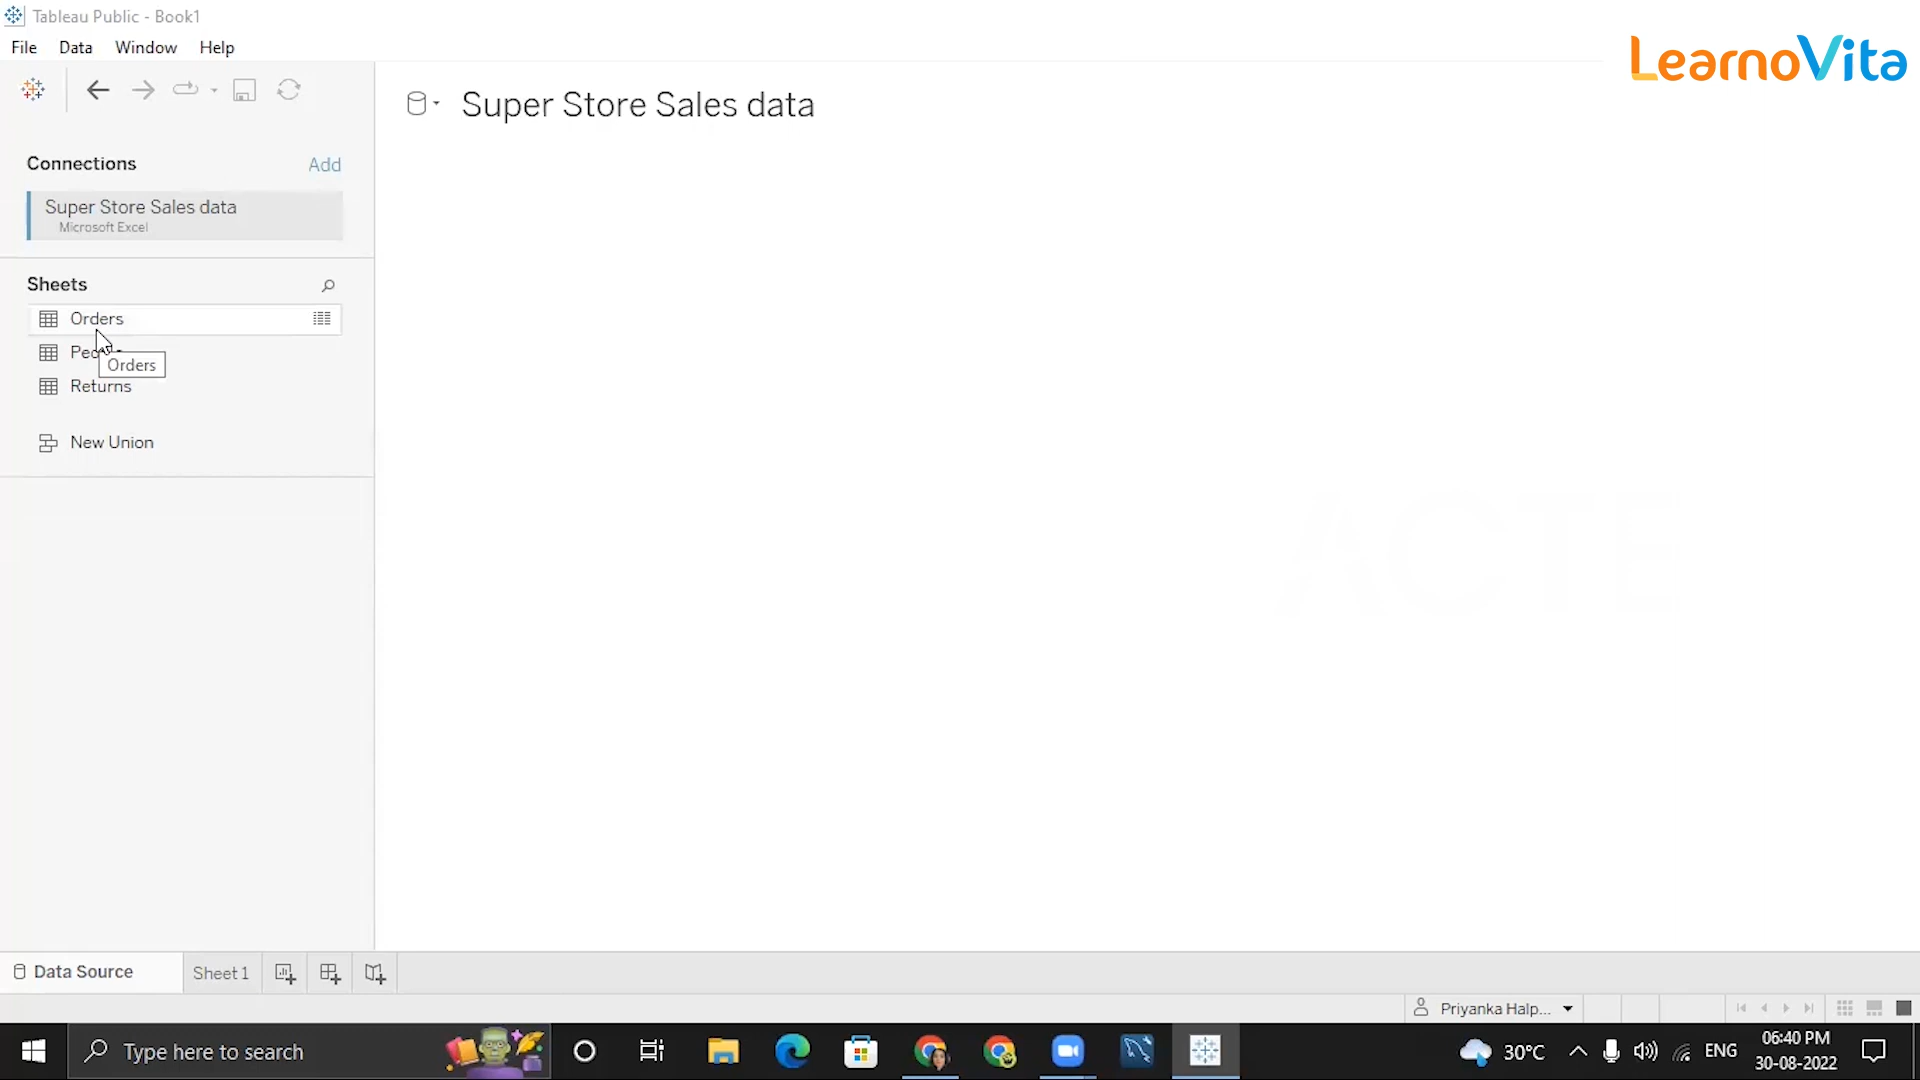 Tableau Public - Book1
File Data Window Help
LearnoVita
Super Store Sales data
Connections Add
Super Store Sales data
Microsoft Excel
Sheets
Orders
Orders
Returns
New Union
ACTE
Data Source Sheet 1
Priyanka Halp...
Type here to search
30°C ENG
06:40 PM
30-08-2022